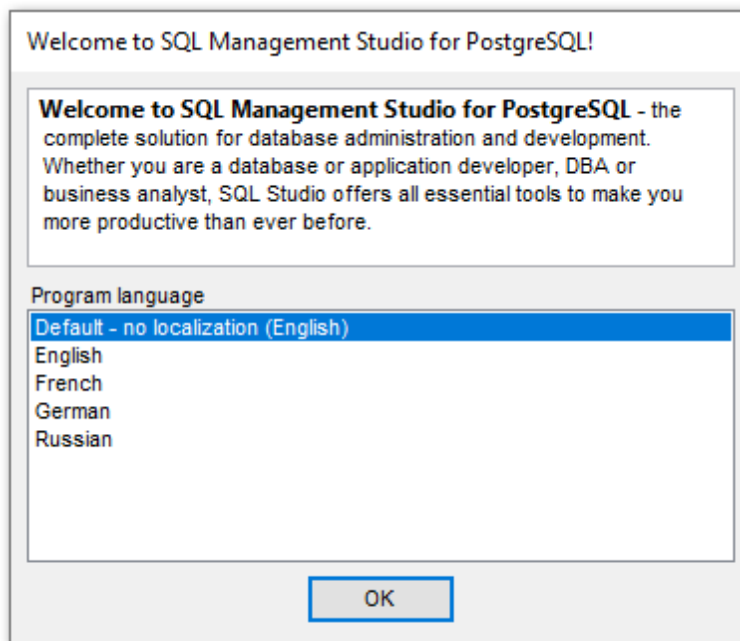 Welcome to SQL Management Studio for PostgreSQL!
Welcome to SQL Management Studio for PostgreSQL - the
complete solution for database administration and development.
Whether you are a database or application developer, DBA or
business analyst, SQL Studio offers all essential tools to make you
more productive than ever before.
Program language
Default - no localization (English)
English
French
German
Russian
OK